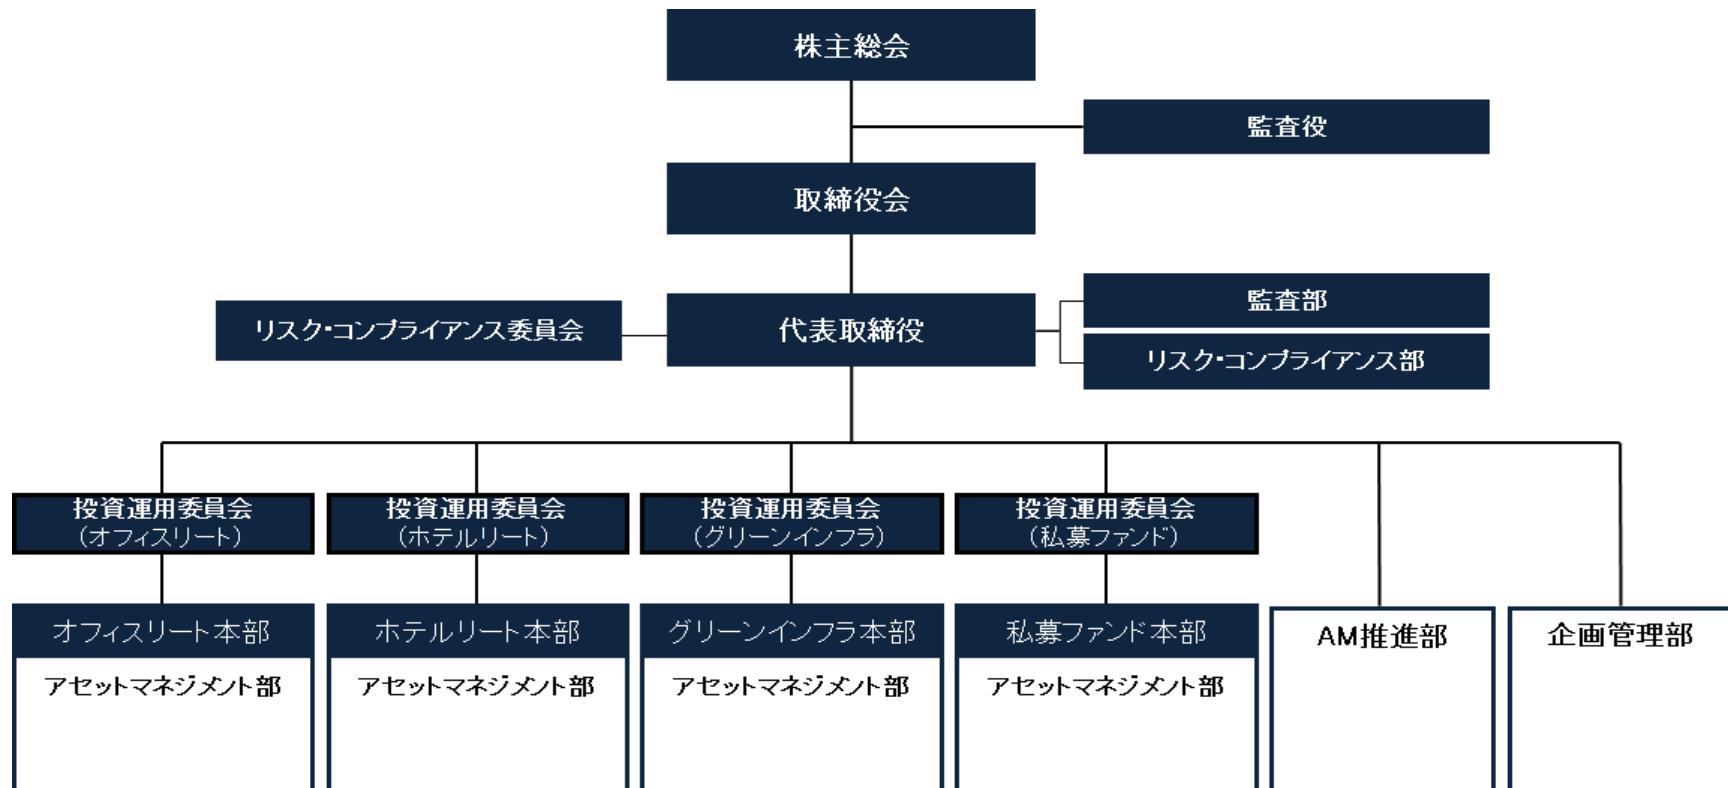 株主総会
監査役
取締役会
監査部
リスク・コンプライアンス委員会
代表取締役
リスク・コンプライアンス部
投資運用委員会
（オフィスリート）
投資運用委員会
（ホテルリート）
投資運用委員会
（グリーンインフラ）
投資運用委員会
（私募ファンド）
オフィスリート本部
アセットマネジメント部
ホテルリート本部
アセットマネジメント部
グリーンインフラ本部
アセットマネジメント部
私募ファンド本部
アセットマネジメント部
AM推進部
企画管理部